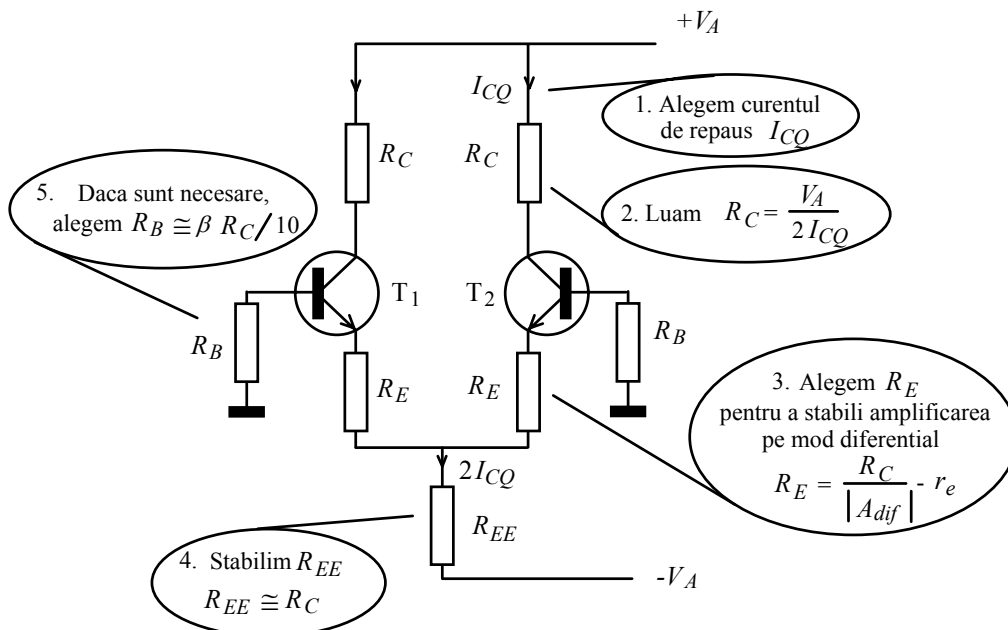 +V_A
I_CQ
1. Alegem curentul
de repaus I_CQ
R_C
R_C
5. Daca sunt necesare,
alegem R_B ≅ β R_C / 10
2. Luam R_C = V_A / 2 I_CQ
T_1
T_2
R_B
R_B
R_E
R_E
3. Alegem R_E
pentru a stabili amplificarea
pe mod diferential
R_E = R_C / |A_dif| - r_e
2I_CQ
R_EE
4. Stabilim R_EE
R_EE ≅ R_C
-V_A